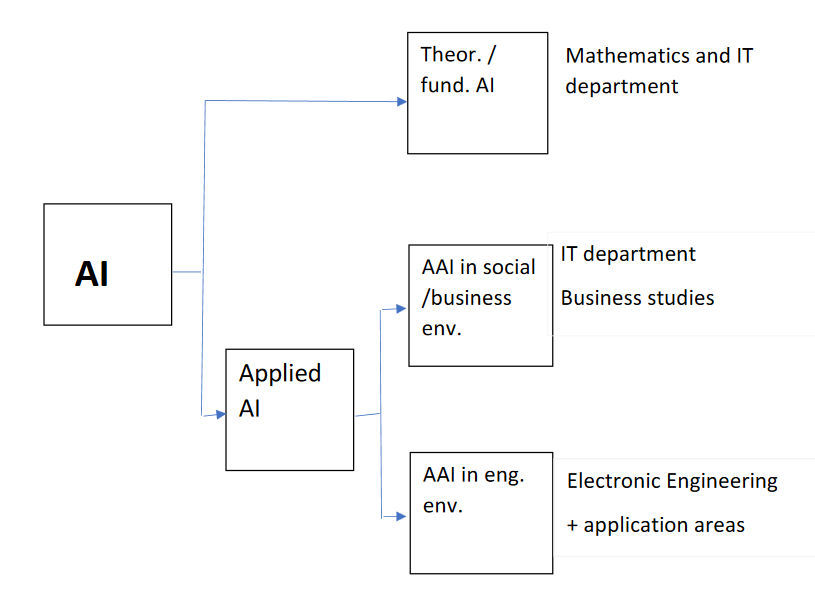 Theor. /
fund. AI
Mathematics and IT
department
AI
AAI in social
/business
env.
IT department
Business studies
Applied
AI
AAI in eng.
env.
Electronic Engineering
+ application areas